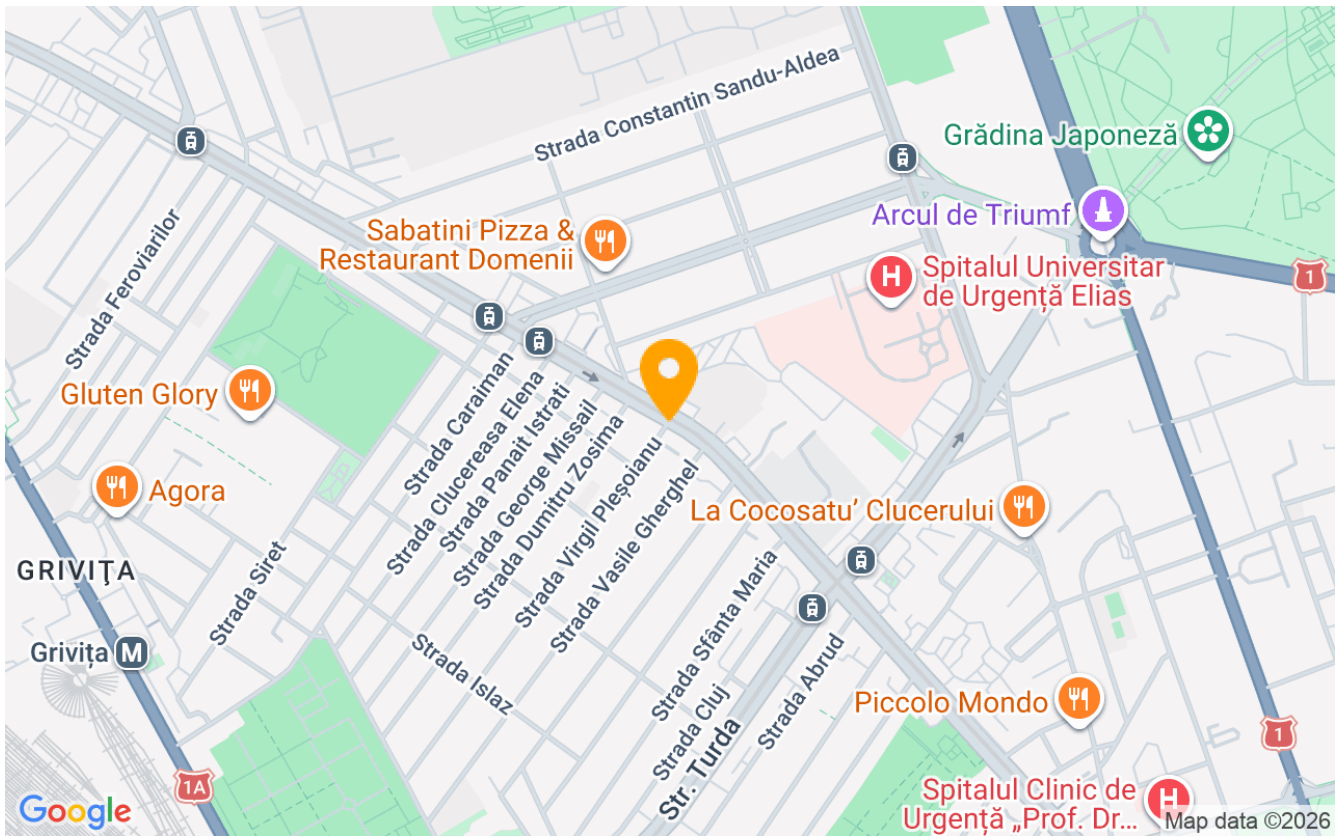 Strada Constantin Sandu-Aldea
Grădina Japoneză
Arcul de Triumf
Sabatini Pizza &
Restaurant Domenii
Spitalul Universitar
de Urgență Elias
1
Strada Feroviarilor
Gluten Glory
Agora
Strada Caraiman
Strada Clucereasa Elena
Strada Panait Istrati
Strada George Missail
Strada Dumitru Zosima
Strada Virgil Pleșoianu
Strada Vasile Gherghel
La Cocosatu' Clucerului
GRIVIȚA
Strada Siret
Grivița M
Strada Islaz
Strada Sfânta Maria
Strada Cluj
Str. Turda
Strada Abrud
Piccolo Mondo
1
1A
Spitalul Clinic de
Urgență „Prof. Dr...
H
H
Google
Map data ©2026